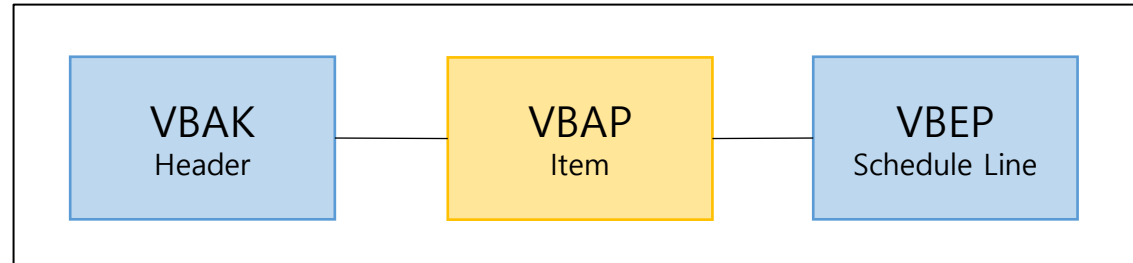 VBAK
Header
VBAP
Item
VBEP
Schedule Line